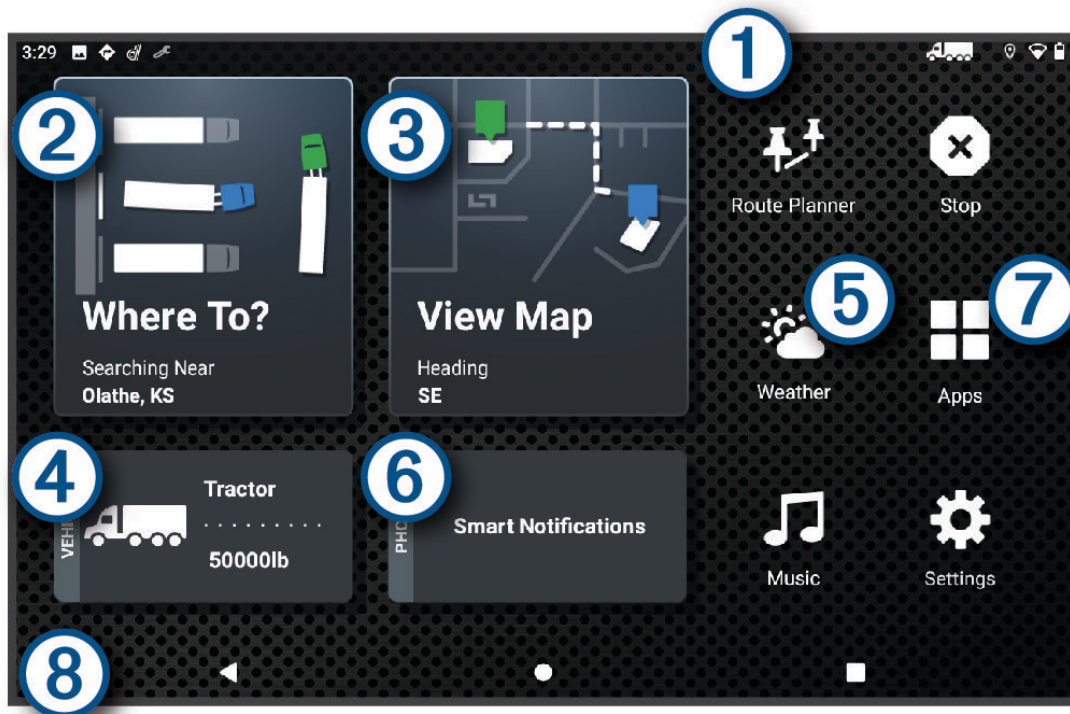 3:29
1
2
3
Route Planner
Stop
Where To?
Searching Near
Olathe, KS
View Map
Heading
SE
5
Weather
7
Apps
4
Tractor
50000lb
6
Smart Notifications
Music
Settings
8